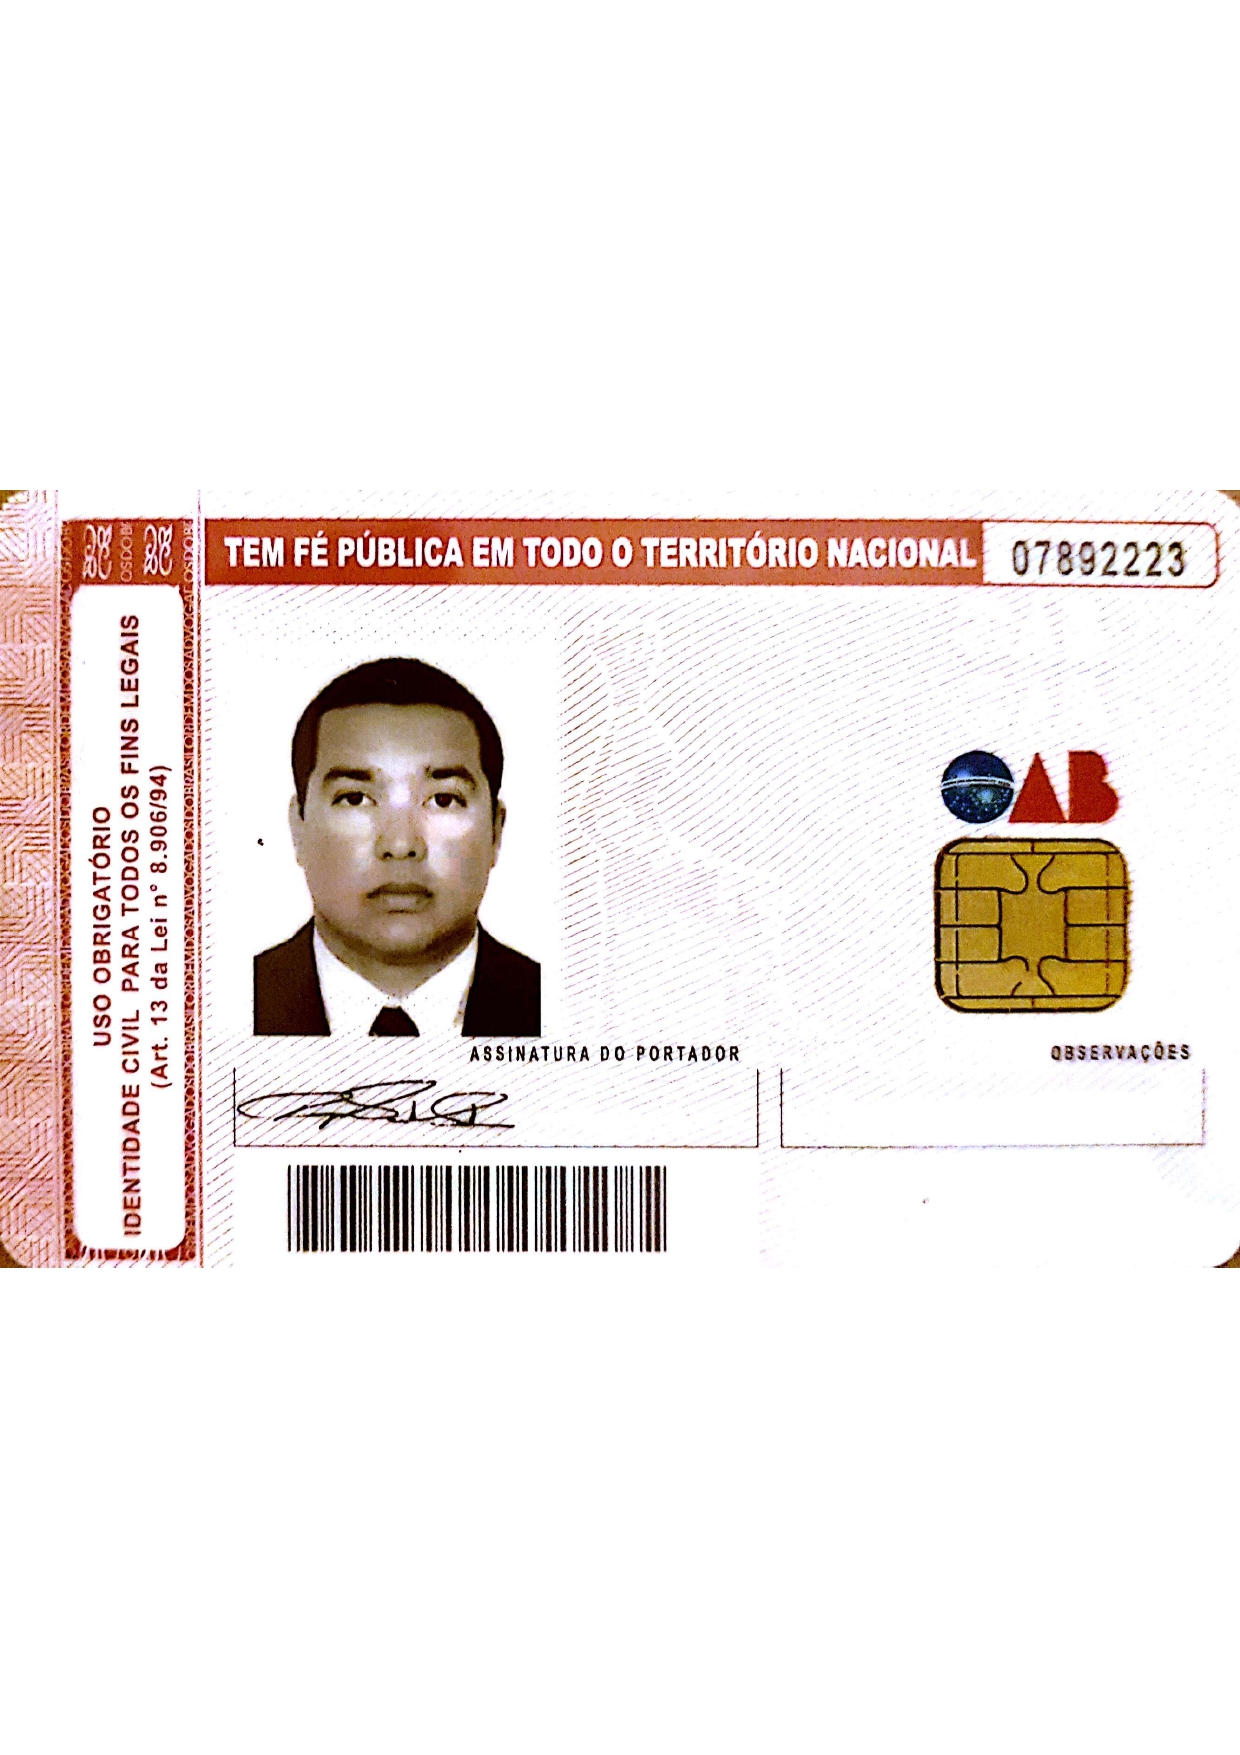 TEM FÉ PÚBLICA EM TODO O TERRITÓRIO NACIONAL
07892223
USO OBRIGATÓRIO
IDENTIDADE CIVIL PARA TODOS OS FINS LEGAIS
(Art. 13 da Lei nº 8.906/94)
OAB
ASSINATURA DO PORTADOR
OBSERVAÇÕES